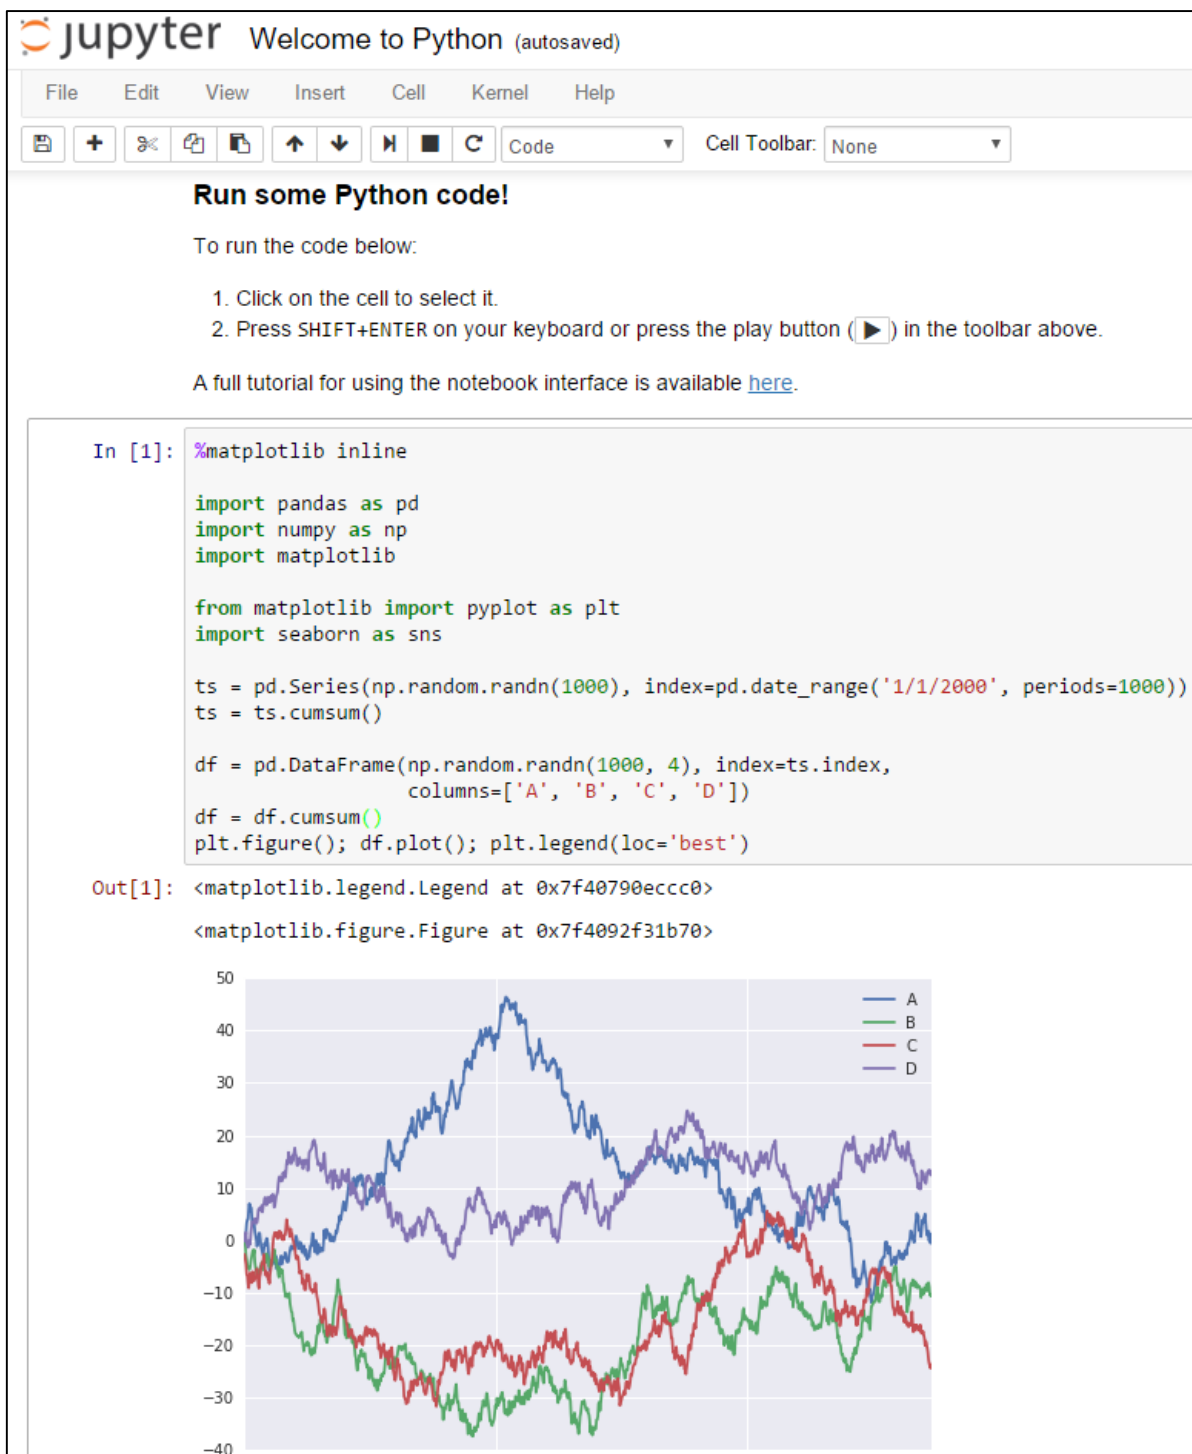 jupyter Welcome to Python (autosaved)
File Edit View Insert Cell Kernel Help
Code Cell Toolbar: None
Run some Python code!
To run the code below:
1. Click on the cell to select it.
2. Press SHIFT+ENTER on your keyboard or press the play button ( ) in the toolbar above.
A full tutorial for using the notebook interface is available here.
In [1]: %matplotlib inline
import pandas as pd
import numpy as np
import matplotlib
from matplotlib import pyplot as plt
import seaborn as sns
ts = pd.Series(np.random.randn(1000), index=pd.date_range('1/1/2000', periods=1000))
ts = ts.cumsum()
df = pd.DataFrame(np.random.randn(1000, 4), index=ts.index,
columns=['A', 'B', 'C', 'D'])
df = df.cumsum()
plt.figure(); df.plot(); plt.legend(loc='best')
Out[1]: <matplotlib.legend.Legend at 0x7f40790eccc0>
<matplotlib.figure.Figure at 0x7f4092f31b70>
50
A
B
40
C
D
30
20
10
0
−10
−20
−30
−40